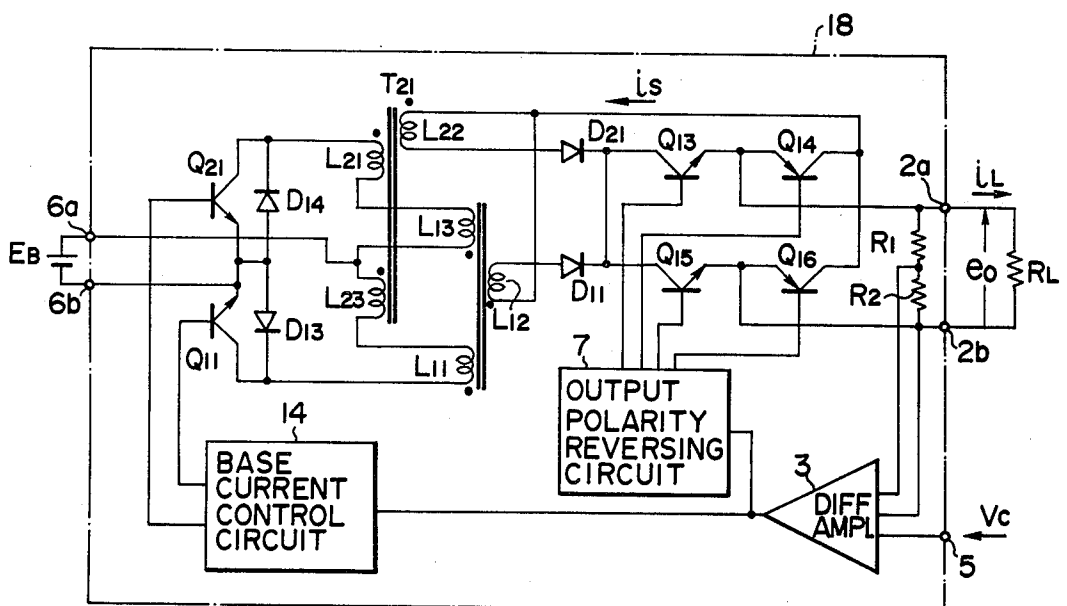 18
T21
is
L22
D21
Q13
Q14
Q21
L21
2a
iL
D14
6a
L13
R1
EB
Q15
Q16
eo
RL
D11
R2
L23
L12
6b
D13
2b
Q11
L11
7
OUTPUT
POLARITY
REVERSING
CIRCUIT
14
BASE
CURRENT
CONTROL
CIRCUIT
3
DIFF
AMPL
Vc
5